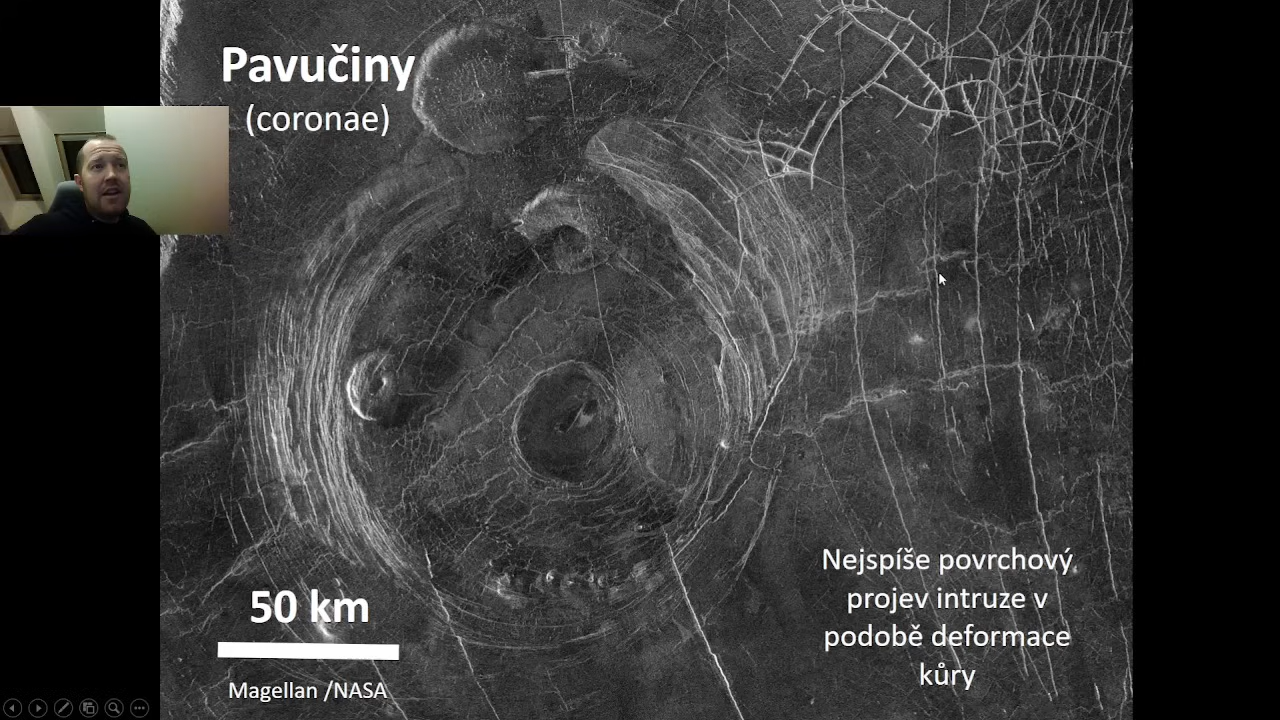 Pavučiny
(coronae)
50 km
Magellan /NASA
Nejspíše povrchový
projev intruze v
podobě deformace
kůry